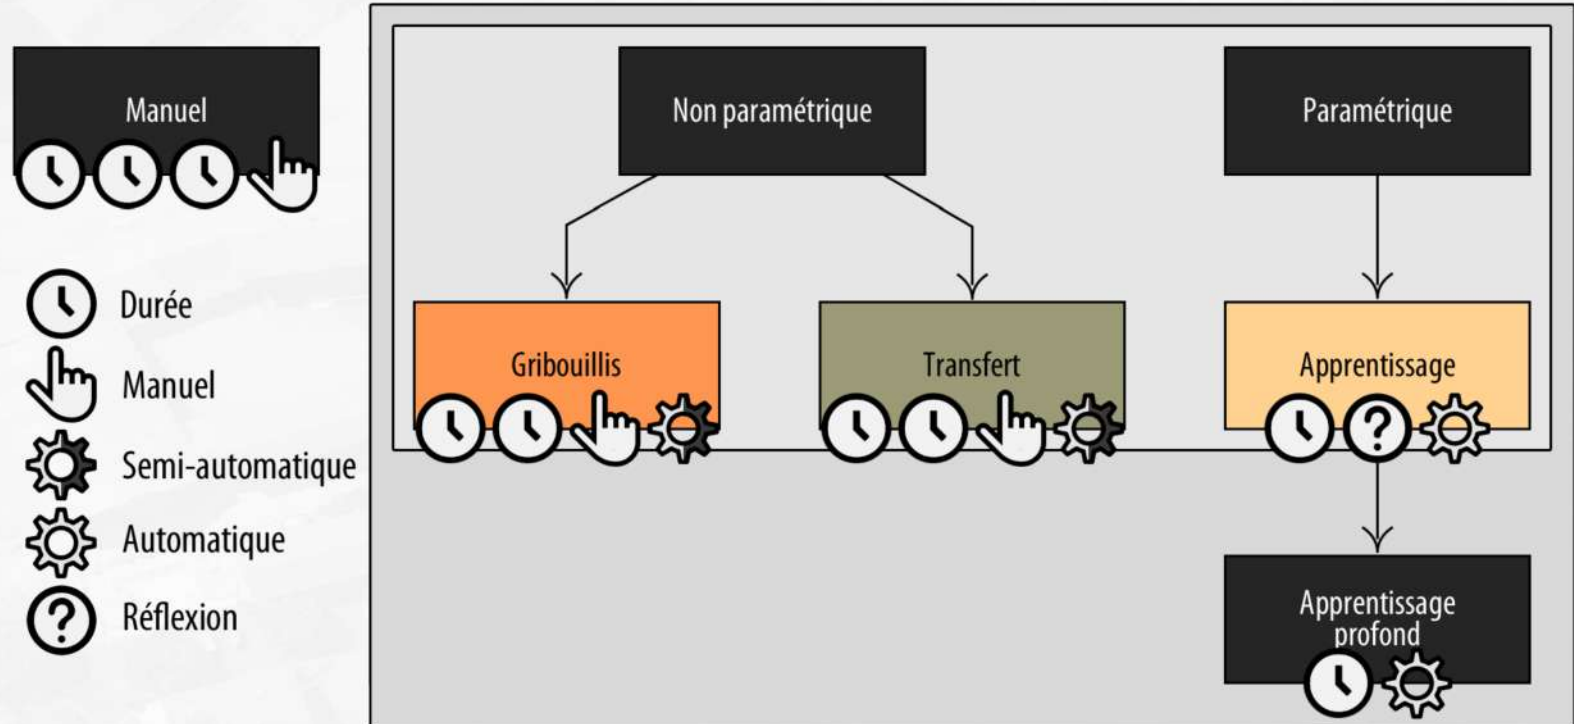 Manuel
Non paramétrique
Paramétrique
Durée
Manuel
Semi-automatique
Automatique
Réflexion
Gribouillis
Transfert
Apprentissage
Apprentissage
profond